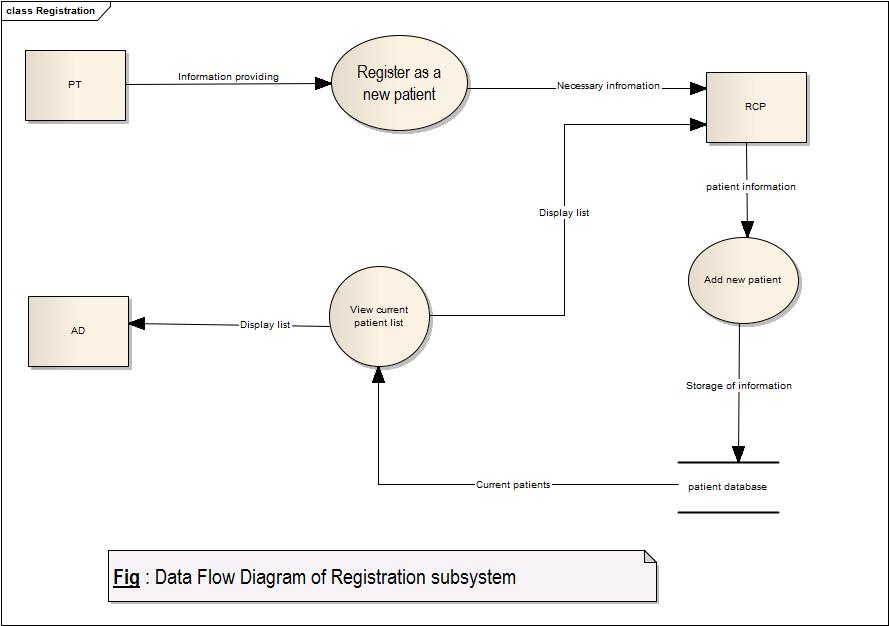 class Registration
PT
Information providing
Register as a
new patient
Necessary infromation
RCP
patient information
Display list
Add new patient
View current
patient list
AD
Display list
Storage of information
Current patients
patient database
Fig : Data Flow Diagram of Registration subsystem